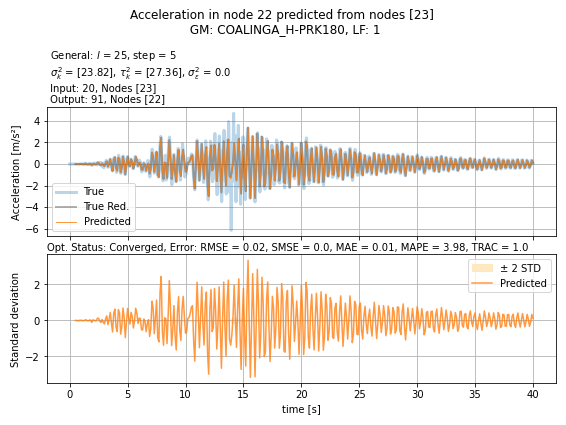 Acceleration in node 22 predicted from nodes [23]
GM: COALINGA_H-PRK180, LF: 1
General: l = 25, step = 5
σ²ₖ = [23.82], τ²ₖ = [27.36], σ²ε = 0.0
Input: 20, Nodes [23]
Output: 91, Nodes [22]
Acceleration [m/s²]
4
2
0
−2
−4
−6
True
True Red.
Predicted
Opt. Status: Converged, Error: RMSE = 0.02, SMSE = 0.0, MAE = 0.01, MAPE = 3.98, TRAC = 1.0
Standard deviation
2
0
−2
± 2 STD
Predicted
0 5 10 15 20 25 30 35 40
time [s]